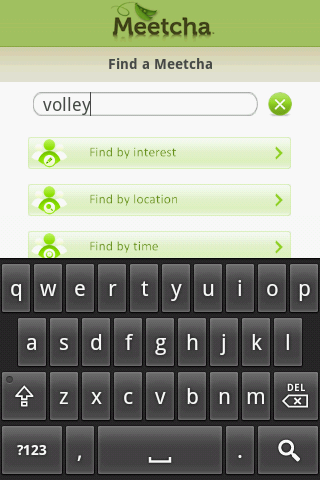 Meetcha
Find a Meetcha
volley
Find by interest
Find by location
Find by time
q w e r t y u i o p
a s d f g h j k l
z x c v b n m DEL
?123 , .